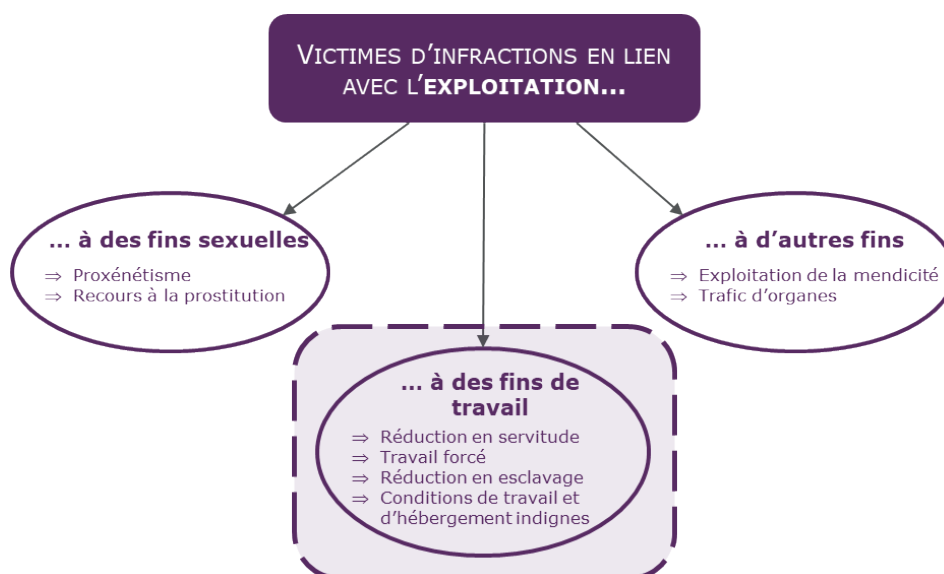 VICTIMES D’INFRACTIONS EN LIEN
AVEC L’EXPLOITATION...
... à des fins sexuelles
⇒ Proxénétisme
⇒ Recours à la prostitution
... à d’autres fins
⇒ Exploitation de la mendicité
⇒ Trafic d’organes
... à des fins de
travail
⇒ Réduction en servitude
⇒ Travail forcé
⇒ Réduction en esclavage
⇒ Conditions de travail et
d’hébergement indignes